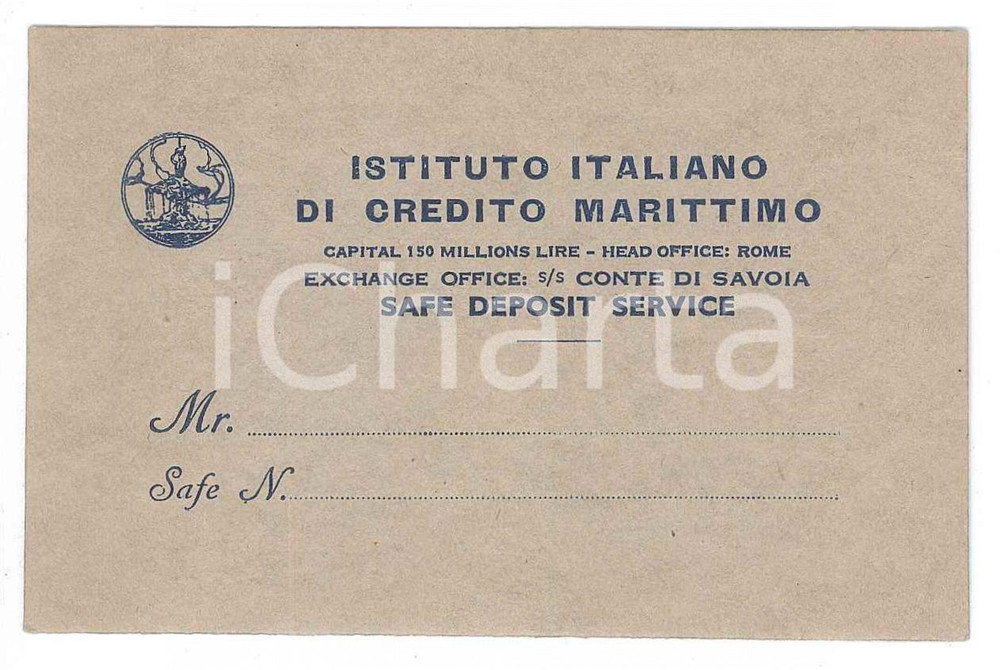 ISTITUTO ITALIANO
DI CREDITO MARITTIMO
CAPITAL 150 MILLIONS LIRE - HEAD OFFICE: ROME
EXCHANGE OFFICE: S/S CONTE DI SAVOIA
SAFE DEPOSIT SERVICE
iCharta
Mr.
Safe N.